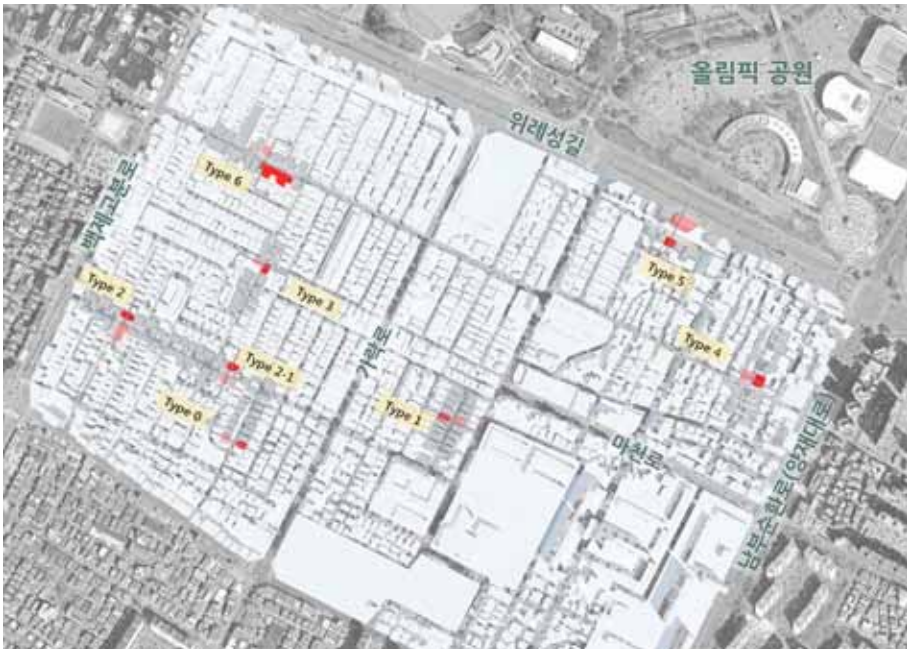 올림픽 공원
위례성길
Type 6
백제고분로
Type 5
Type 3
Type 2
가락로
Type 4
Type 2-1
Type 0
Type 1
마천로
남부순환로(양재대로)